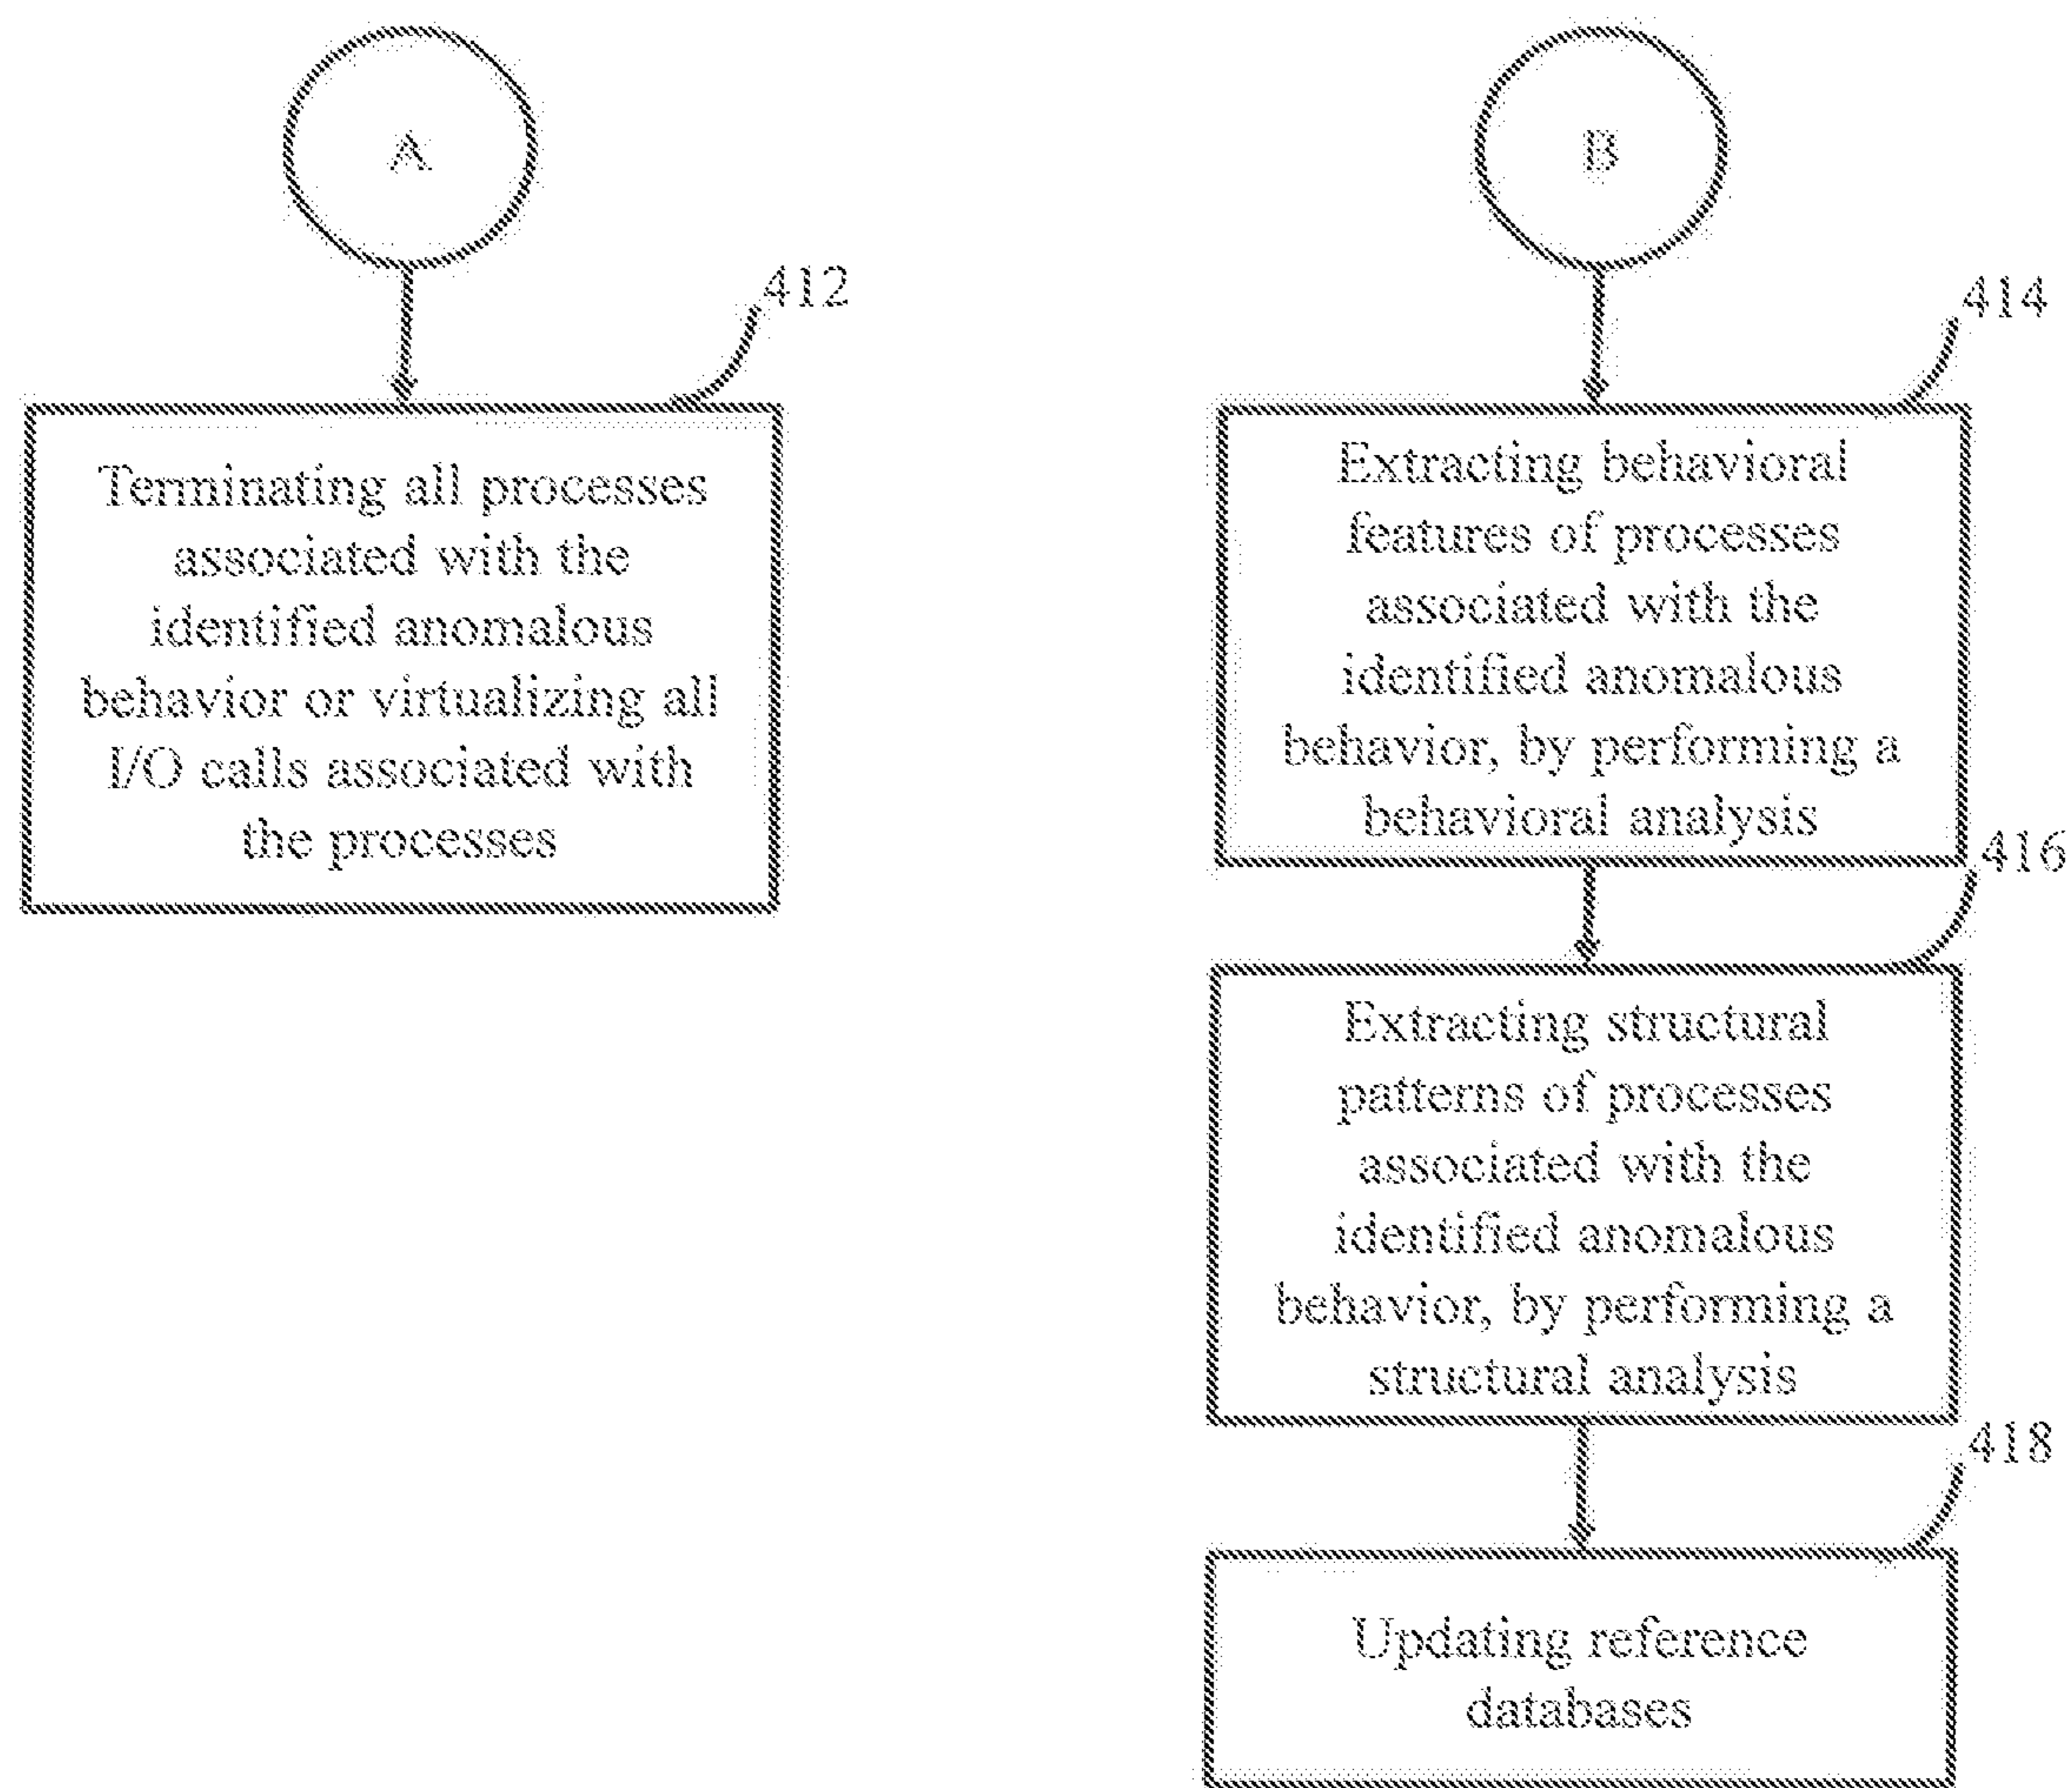 A
412
Terminating all processes
associated with the
identified anomalous
behavior or virtualizing all
I/O calls associated with
the processes
B
414
Extracting behavioral
features of processes
associated with the
identified anomalous
behavior, by performing a
behavioral analysis
416
Extracting structural
patterns of processes
associated with the
identified anomalous
behavior, by performing a
structural analysis
418
Updating reference
databases